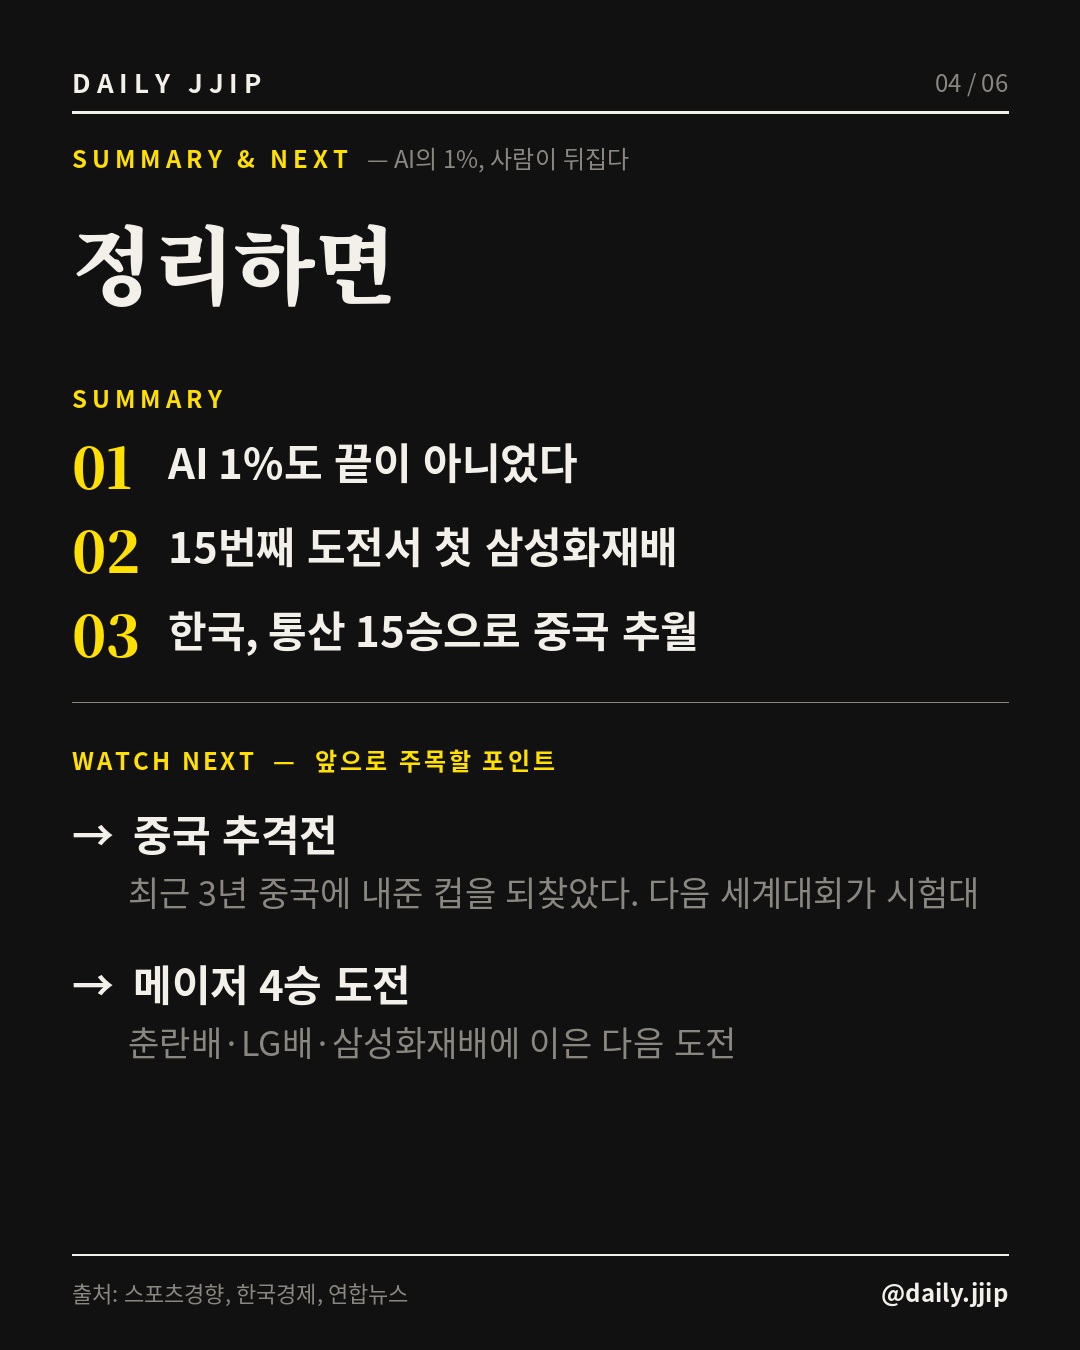 DAILY JJIP
04 / 06
SUMMARY & NEXT — AI의 1%, 사람이 뒤집다
정리하면
SUMMARY
01 AI 1%도 끝이 아니었다
02 15번째 도전서 첫 삼성화재배
03 한국, 통산 15승으로 중국 추월
WATCH NEXT — 앞으로 주목할 포인트
→ 중국 추격전
최근 3년 중국에 내준 컵을 되찾았다. 다음 세계대회가 시험대
→ 메이저 4승 도전
춘란배·LG배·삼성화재배에 이은 다음 도전
출처: 스포츠경향, 한국경제, 연합뉴스
@daily.jjip